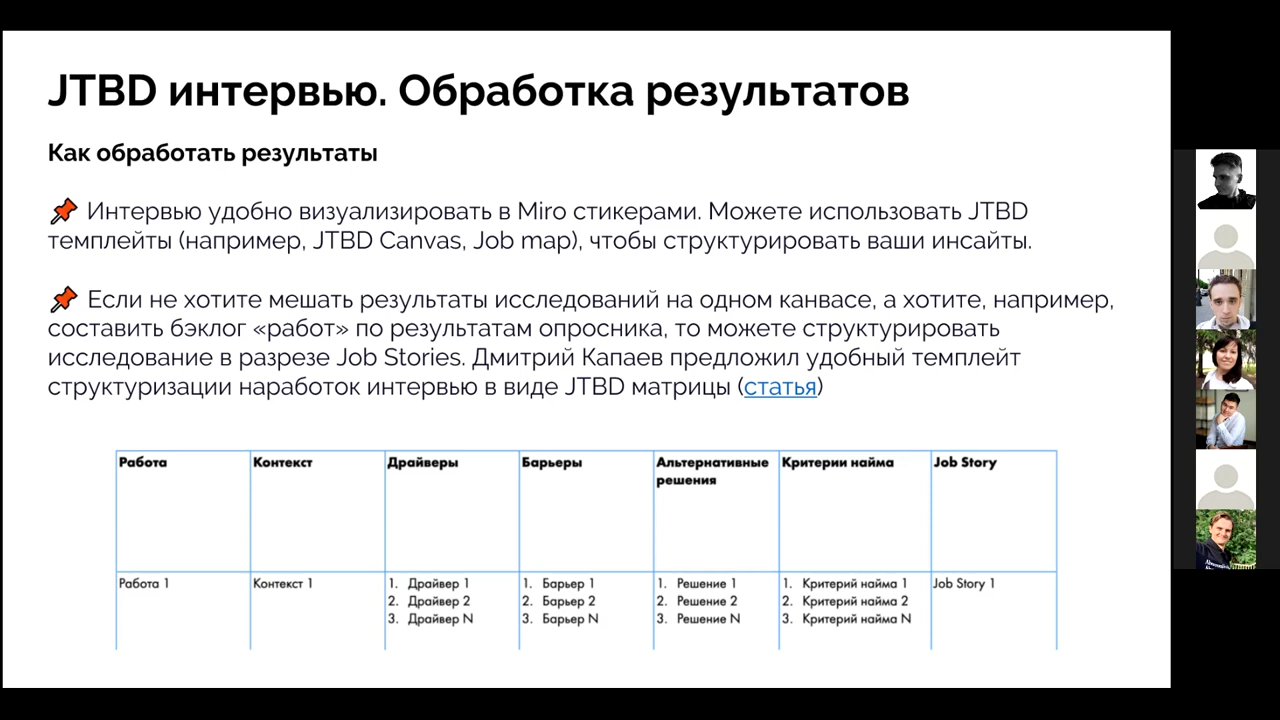 JTBD интервью. Обработка результатов
Как обработать результаты
📌 Интервью удобно визуализировать в Miro стикерами. Можете использовать JTBD
темплейты (например, JTBD Canvas, Job map), чтобы структурировать ваши инсайты.
📌 Если не хотите мешать результаты исследований на одном канвасе, а хотите, например,
составить бэклог «работ» по результатам опросника, то можете структурировать
исследование в разрезе Job Stories. Дмитрий Капаев предложил удобный темплейт
структуризации наработок интервью в виде JTBD матрицы (статья)
Работа Контекст Драйверы Барьеры Альтернативные Критерии найма Job Story
решения
Работа 1 Контекст 1 1. Драйвер 1 1. Барьер 1 1. Решение 1 1. Критерий найма 1 Job Story 1
2. Драйвер 2 2. Барьер 2 2. Решение 2 2. Критерий найма 2
3. Драйвер N 3. Барьер N 3. Решение N 3. Критерий найма N